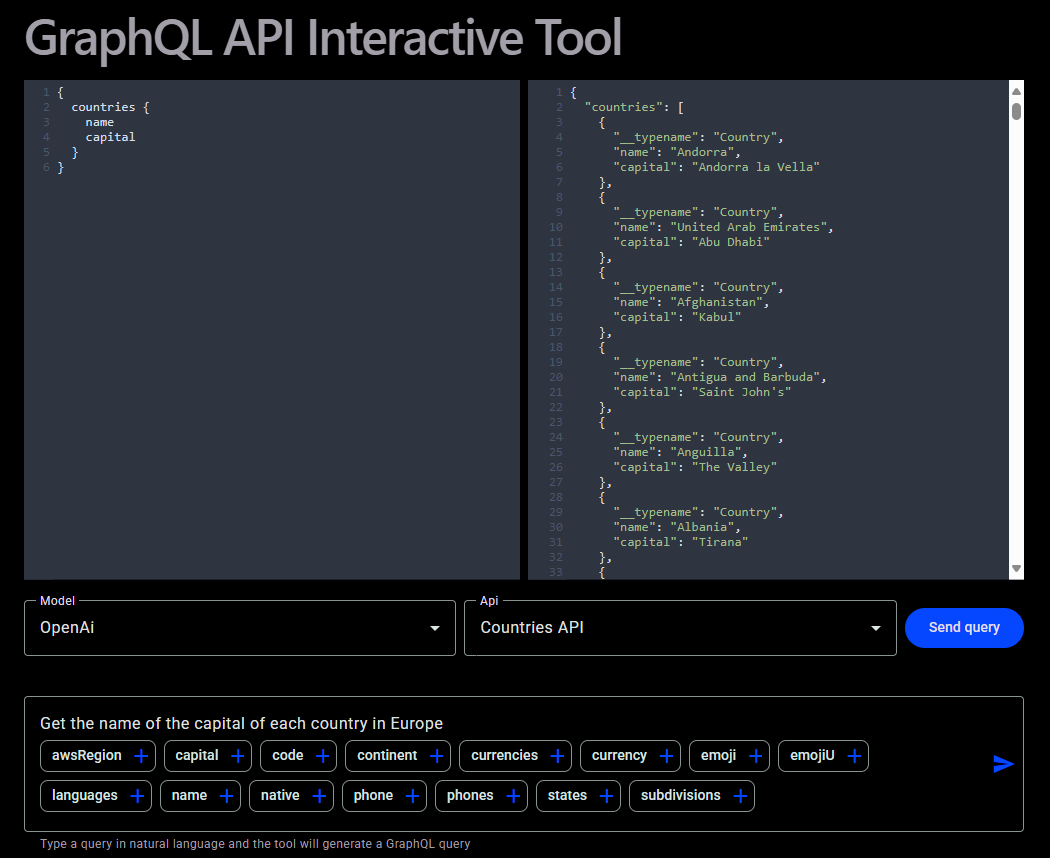 GraphQL API Interactive Tool
1 {
2 countries {
3 name
4 capital
5 }
6 }
1 {
2 "countries": [
3 {
4 "__typename": "Country",
5 "name": "Andorra",
6 "capital": "Andorra la Vella"
7 },
8 {
9 "__typename": "Country",
10 "name": "United Arab Emirates",
11 "capital": "Abu Dhabi"
12 },
13 {
14 "__typename": "Country",
15 "name": "Afghanistan",
16 "capital": "Kabul"
17 },
18 {
19 "__typename": "Country",
20 "name": "Antigua and Barbuda",
21 "capital": "Saint John's"
22 },
23 {
24 "__typename": "Country",
25 "name": "Anguilla",
26 "capital": "The Valley"
27 },
28 {
29 "__typename": "Country",
30 "name": "Albania",
31 "capital": "Tirana"
32 },
33 {
Model
OpenAi
Api
Countries API
Send query
Get the name of the capital of each country in Europe
awsRegion + capital + code + continent + currencies + currency + emoji + emojiU +
languages + name + native + phone + phones + states + subdivisions +
Type a query in natural language and the tool will generate a GraphQL query